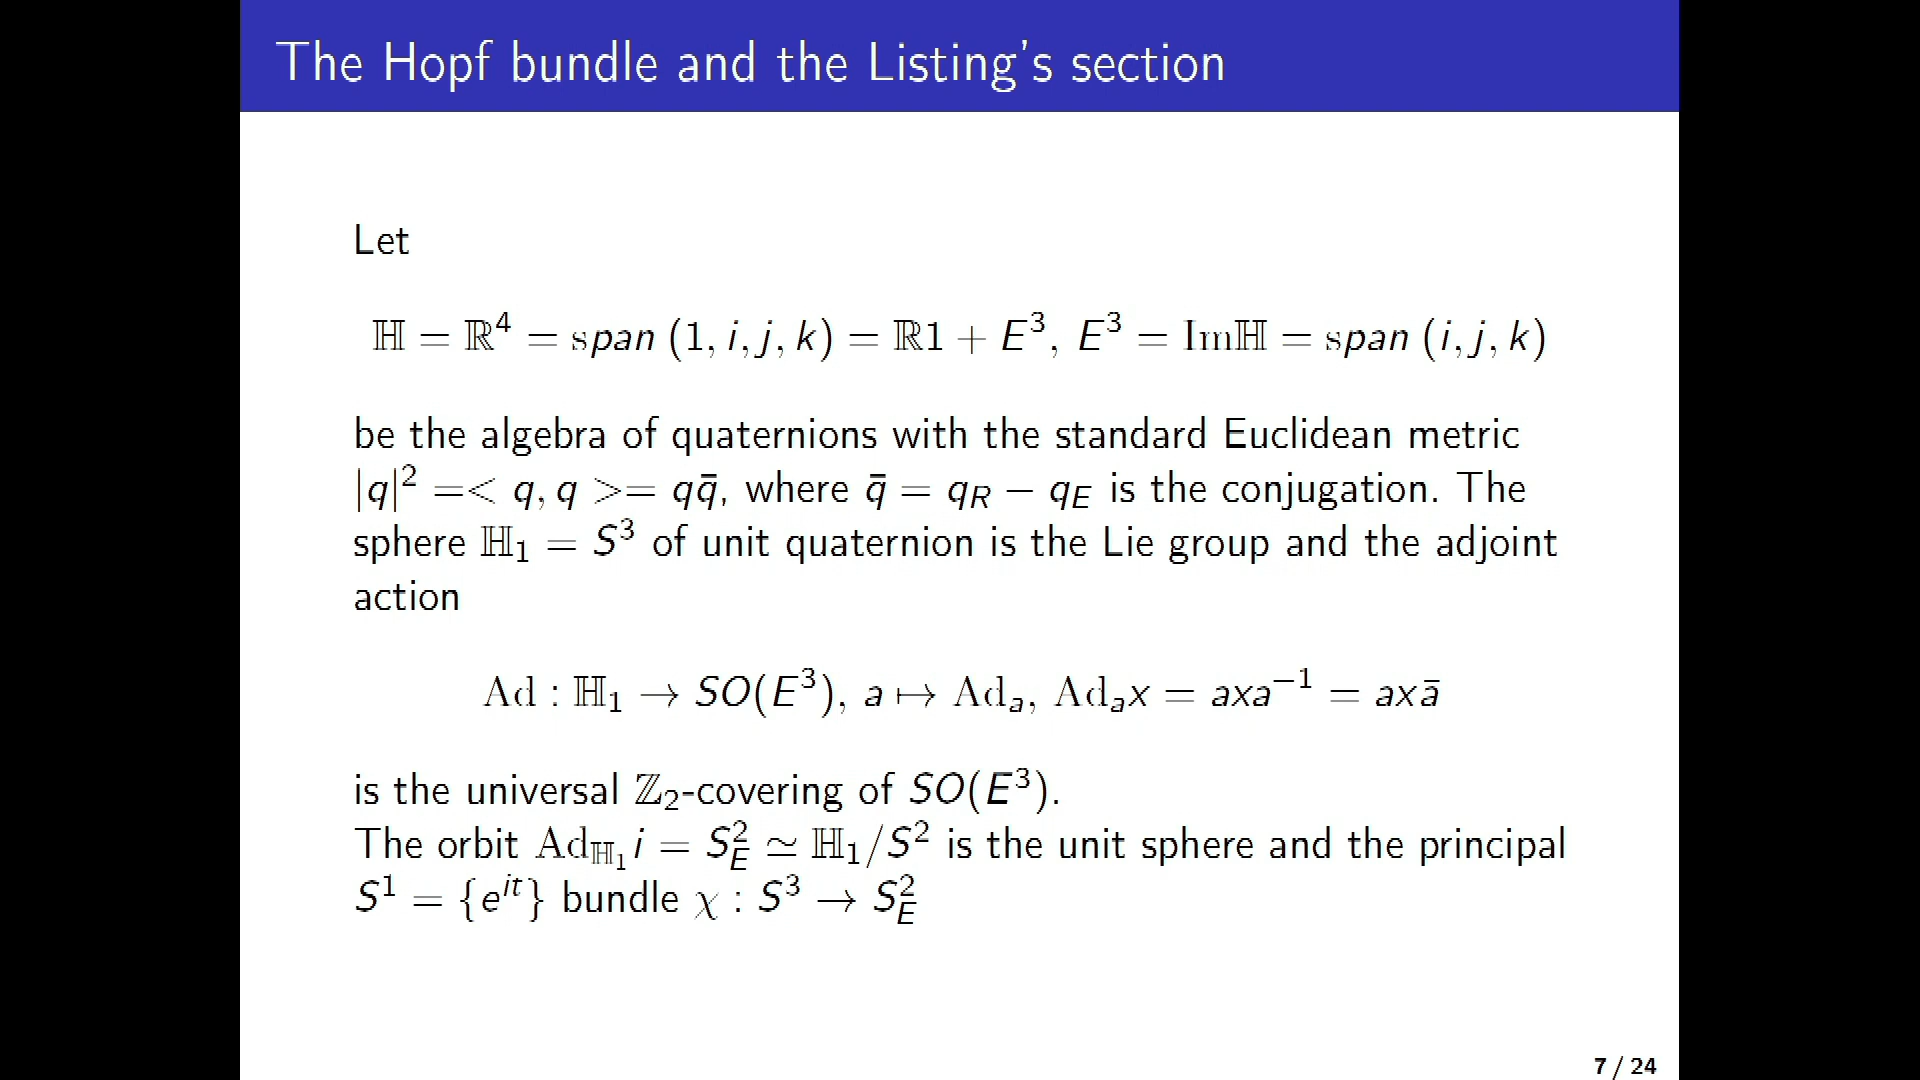 The Hopf bundle and the Listing's section
Let
ℍ = ℝ⁴ = span (1, i, j, k) = ℝ1 + E³, E³ = Imℍ = span (i, j, k)
be the algebra of quaternions with the standard Euclidean metric
|q|² =< q, q >= qq̄, where q̄ = q_R − q_E is the conjugation. The
sphere ℍ₁ = S³ of unit quaternion is the Lie group and the adjoint
action
Ad : ℍ₁ → SO(E³), a ↦ Ad_a, Ad_a x = axa⁻¹ = axā
is the universal ℤ₂-covering of SO(E³).
The orbit Ad_{ℍ₁} i = S²_E ≃ ℍ₁/S² is the unit sphere and the principal
S¹ = {e^{it}} bundle χ : S³ → S²_E
7 / 24